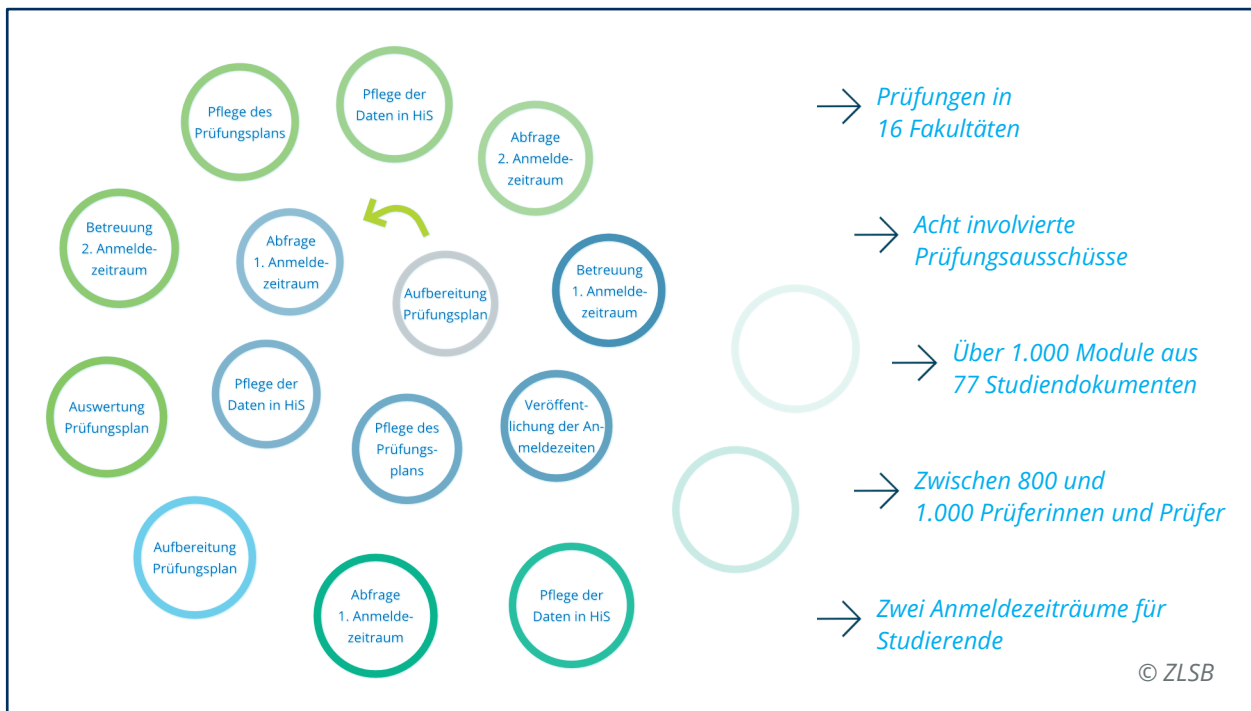 Pflege des
Prüfungsplans
Pflege der
Daten in HiS
Abfrage
2. Anmelde-
zeitraum
Betreuung
2. Anmelde-
zeitraum
Abfrage
1. Anmelde-
zeitraum
Aufbereitung
Prüfungsplan
Betreuung
1. Anmelde-
zeitraum
Auswertung
Prüfungsplan
Pflege der
Daten in HiS
Pflege des
Prüfungs-
plans
Veröffent-
lichung der An-
meldezeiten
Aufbereitung
Prüfungsplan
Abfrage
1. Anmelde-
zeitraum
Pflege der
Daten in HiS
Prüfungen in
16 Fakultäten
Acht involvierte
Prüfungsausschüsse
Über 1.000 Module aus
77 Studiendokumenten
Zwischen 800 und
1.000 Prüferinnen und Prüfer
Zwei Anmeldezeiträume für
Studierende
© ZLSB